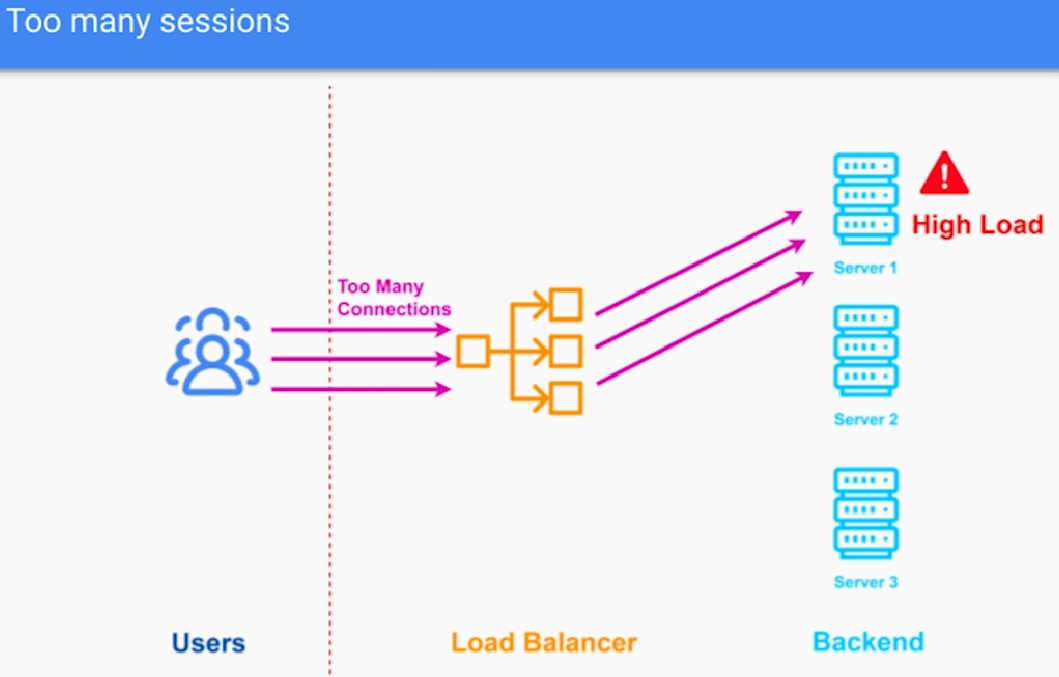 Too many sessions
Too Many
Connections
High Load
Server 1
Server 2
Server 3
Users
Load Balancer
Backend